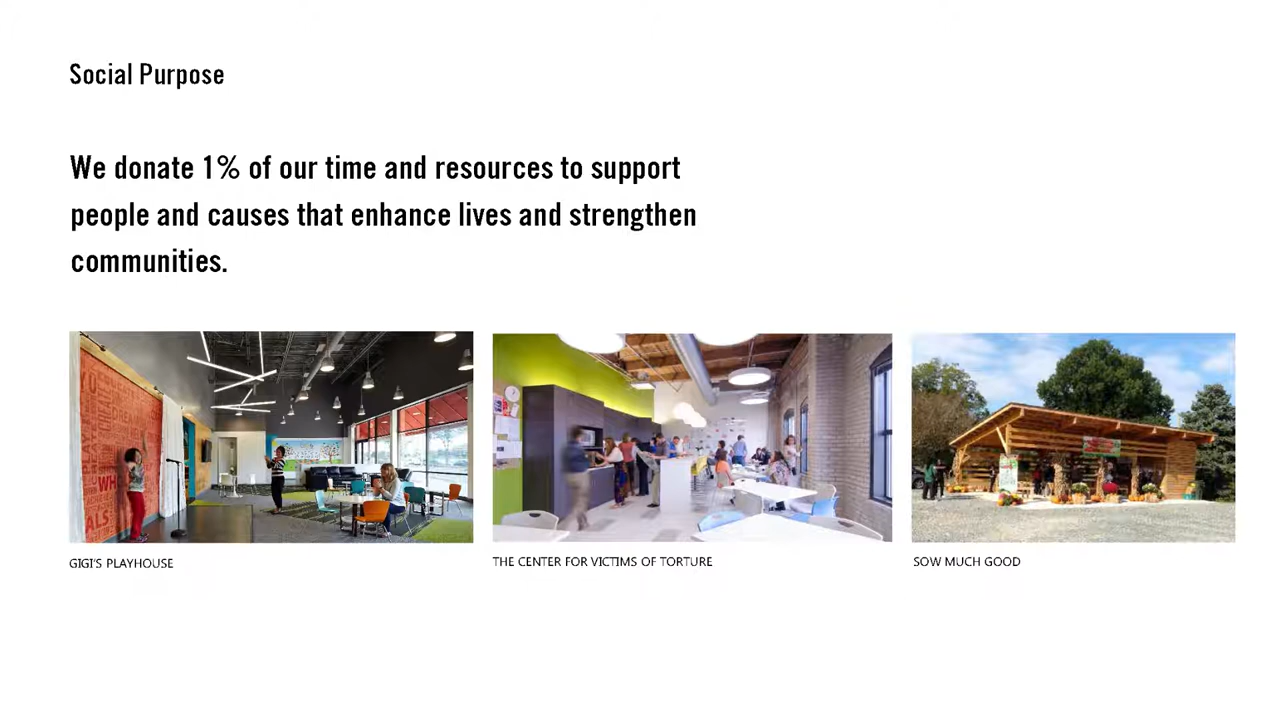 Social Purpose
We donate 1% of our time and resources to support
people and causes that enhance lives and strengthen
communities.
GIGI'S PLAYHOUSE
THE CENTER FOR VICTIMS OF TORTURE
SOW MUCH GOOD